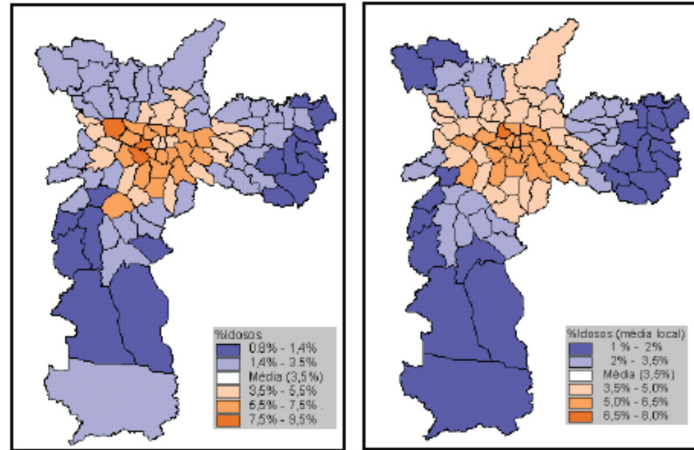 %Idosos
0,8% - 1,4%
1,4% - 3,5%
Média (3,5%)
3,5% - 5,5%
5,5% - 7,5%
7,5% - 9,5%
%Idosos (média local)
1 % - 2%
2% - 3,5%
Média (3,5%)
3,5% - 5,0%
5,0% - 6,5%
6,5% - 8,0%